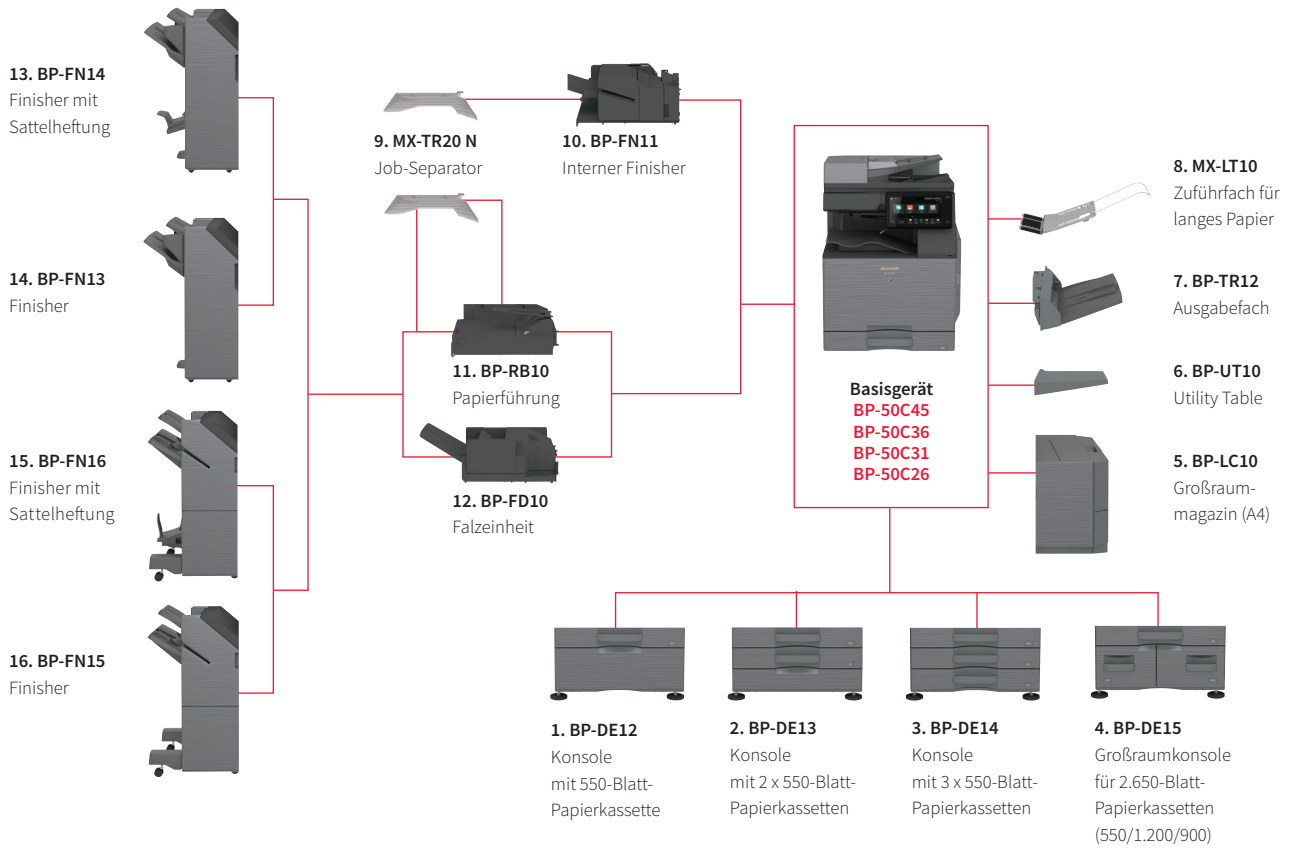 13. BP-FN14
Finisher mit
Sattelheftung
14. BP-FN13
Finisher
15. BP-FN16
Finisher mit
Sattelheftung
16. BP-FN15
Finisher
9. MX-TR20 N
Job-Separator
10. BP-FN11
Interner Finisher
11. BP-RB10
Papierführung
12. BP-FD10
Falzeinheit
SHARP
Basisgerät
BP-50C45
BP-50C36
BP-50C31
BP-50C26
8. MX-LT10
Zuführfach für
langes Papier
7. BP-TR12
Ausgabefach
6. BP-UT10
Utility Table
5. BP-LC10
Großraum-
magazin (A4)
1. BP-DE12
Konsole
mit 550-Blatt-
Papierkassette
2. BP-DE13
Konsole
mit 2 x 550-Blatt-
Papierkassetten
3. BP-DE14
Konsole
mit 3 x 550-Blatt-
Papierkassetten
4. BP-DE15
Großraumkonsole
für 2.650-Blatt-
Papierkassetten
(550/1.200/900)